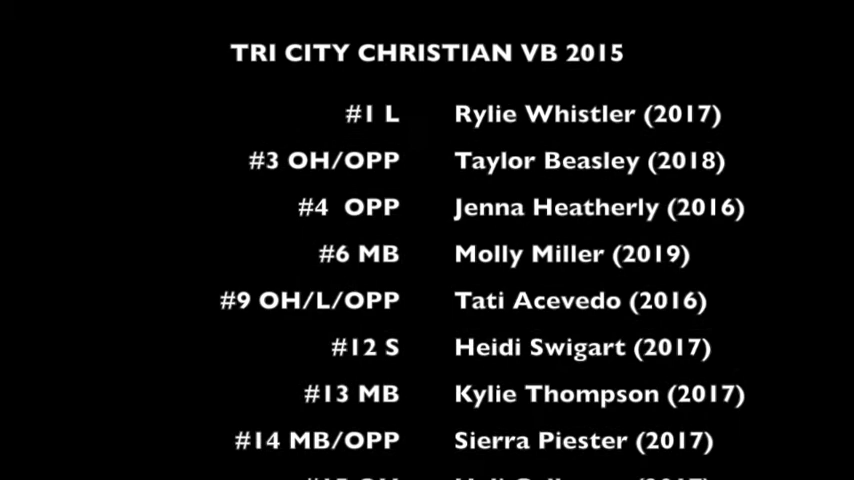 TRI CITY CHRISTIAN VB 2015
#1 L Rylie Whistler (2017)
#3 OH/OPP Taylor Beasley (2018)
#4 OPP Jenna Heatherly (2016)
#6 MB Molly Miller (2019)
#9 OH/L/OPP Tati Acevedo (2016)
#12 S Heidi Swigart (2017)
#13 MB Kylie Thompson (2017)
#14 MB/OPP Sierra Piester (2017)